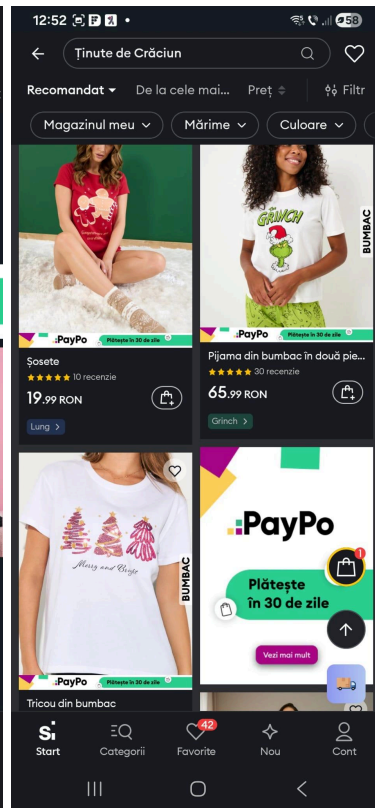 12:52
58
Ținute de Crăciun
Recomandat
De la cele mai...
Preț
Filtr
Magazinul meu
Mărime
Culoare
THE
GRINCH
BUMBAC
PayPo
Plătește în 30 de zile
PayPo
Plătește în 30 de zile
Șosete
10 recenzie
19.99 RON
Lung >
Pijama din bumbac în două pie...
30 recenzie
65.99 RON
Grinch >
Merry and Bright
BUMBAC
PayPo
Plătește în 30 de zile
Tricou din bumbac
PayPo
1
Plătește
în 30 de zile
Vezi mai mult
si
Start
Categorii
42
Favorite
Nou
Cont